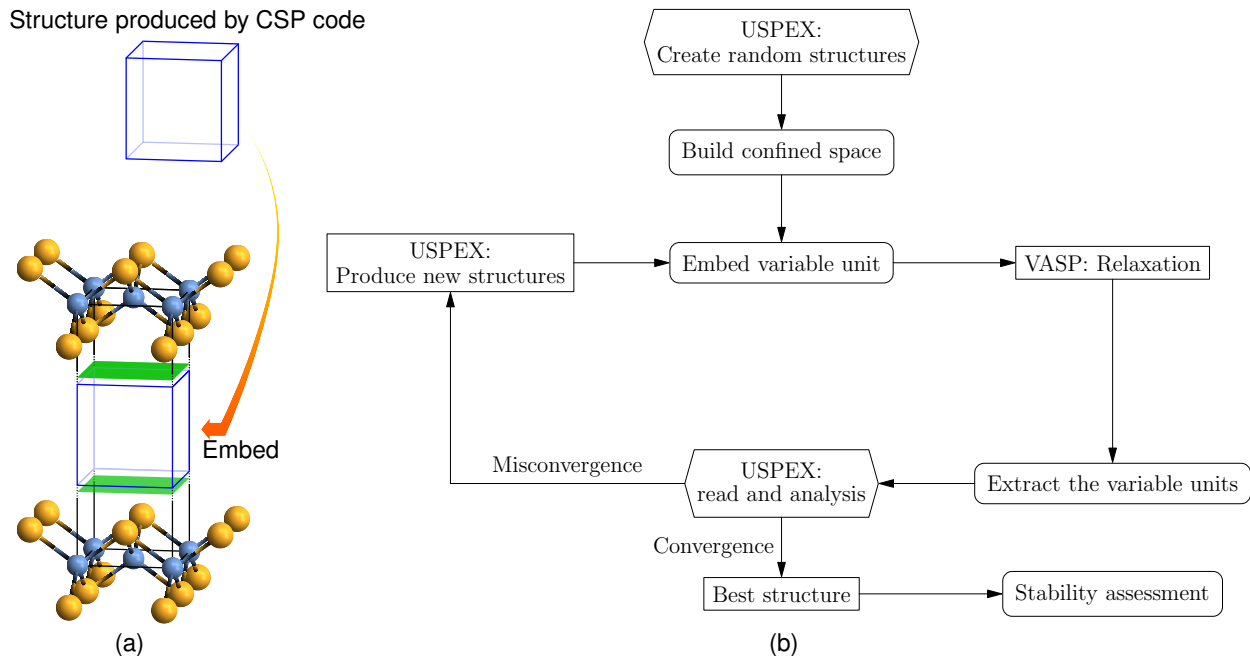 Structure produced by CSP code
Embed
(a)
USPEX:
Create random structures
Build confined space
USPEX:
Produce new structures
Embed variable unit
VASP: Relaxation
Misconvergence
USPEX:
read and analysis
Extract the variable units
Convergence
Best structure
Stability assessment
(b)